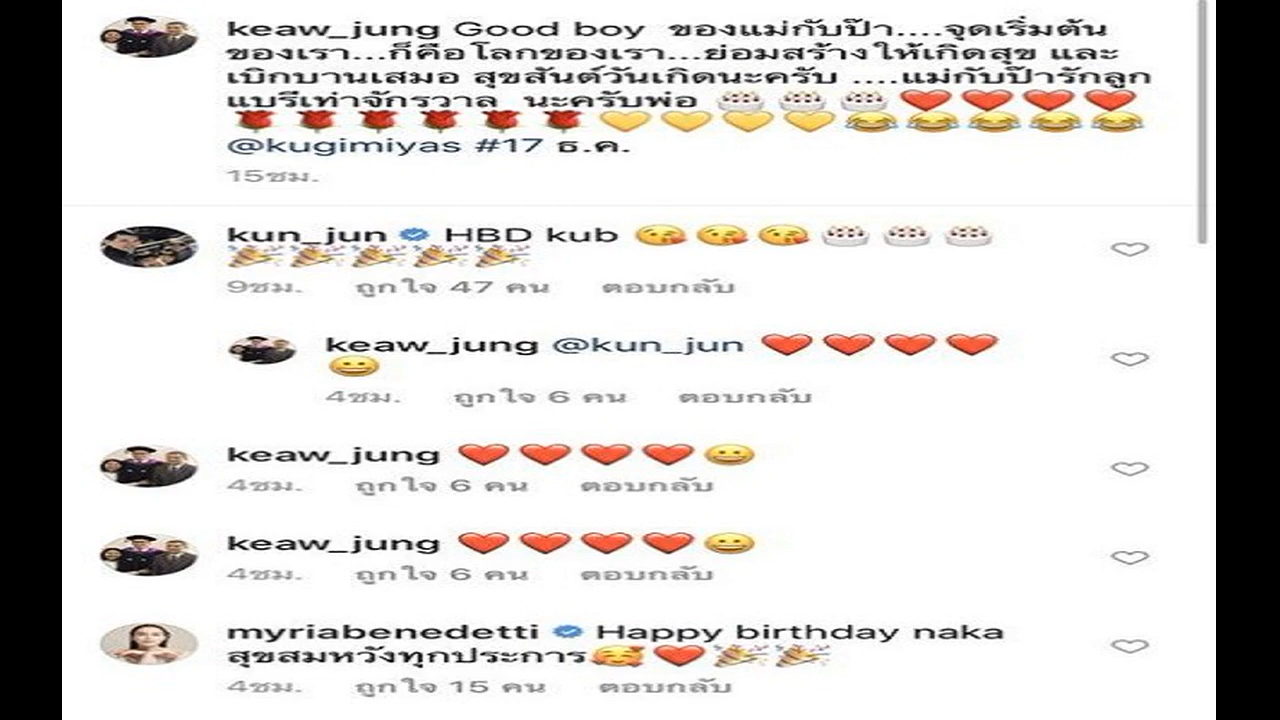 keaw_jung Good boy ของแม่กับป๊า....จุดเริ่มต้น
ของเรา...ก็คือโลกของเรา...ย่อมสร้างให้เกิดสุข และ
เบิกบานเสมอ สุขสันต์วันเกิดนะครับ ....แม่กับป๊ารักลูก
แบรี่เท่าจักรวาล นะครับพ่อ 🎂🎂🎂❤️❤️❤️❤️
🌹🌹🌹🌹🌹🌹💛💛💛💛😂😂😂😂😂
@kugimiyas #17 ธ.ค.
15ชม.
kun_jun HBD kub 😘😘😘🎂🎂🎂
🎉🎉🎉🎉🎉
9ชม. ถูกใจ 47 คน ตอบกลับ
keaw_jung @kun_jun ❤️❤️❤️❤️
😀
4ชม. ถูกใจ 6 คน ตอบกลับ
keaw_jung ❤️❤️❤️❤️😀
4ชม. ถูกใจ 6 คน ตอบกลับ
keaw_jung ❤️❤️❤️❤️😀
4ชม. ถูกใจ 6 คน ตอบกลับ
myriabenedetti Happy birthday naka
สุขสมหวังทุกประการ🥰❤️🎉🎉
4ชม. ถูกใจ 15 คน ตอบกลับ